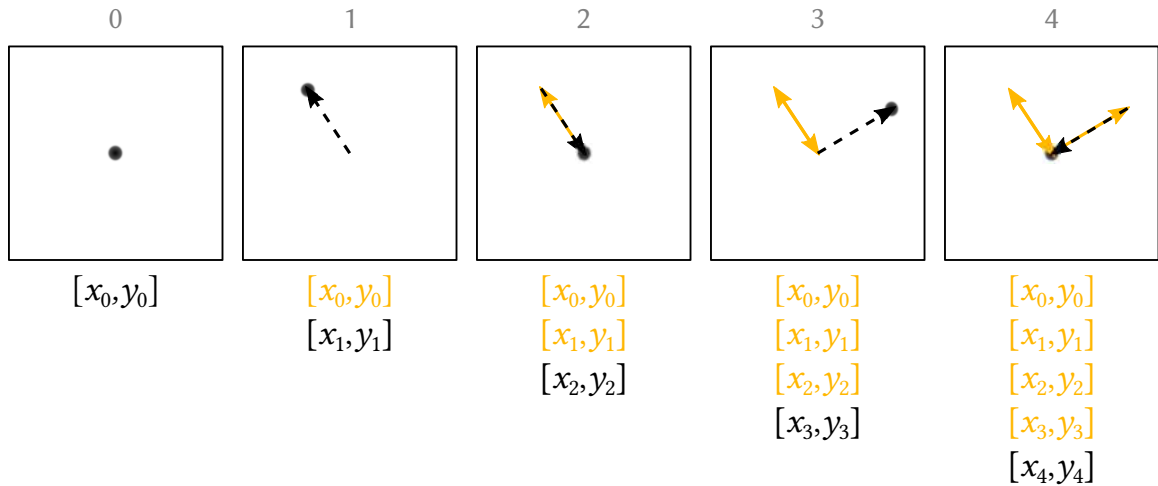 0 1 2 3 4
[x₀,y₀] [x₀,y₀] [x₀,y₀] [x₀,y₀] [x₀,y₀]
[x₁,y₁] [x₁,y₁] [x₁,y₁] [x₁,y₁]
[x₂,y₂] [x₂,y₂] [x₂,y₂]
[x₃,y₃] [x₃,y₃]
[x₄,y₄]